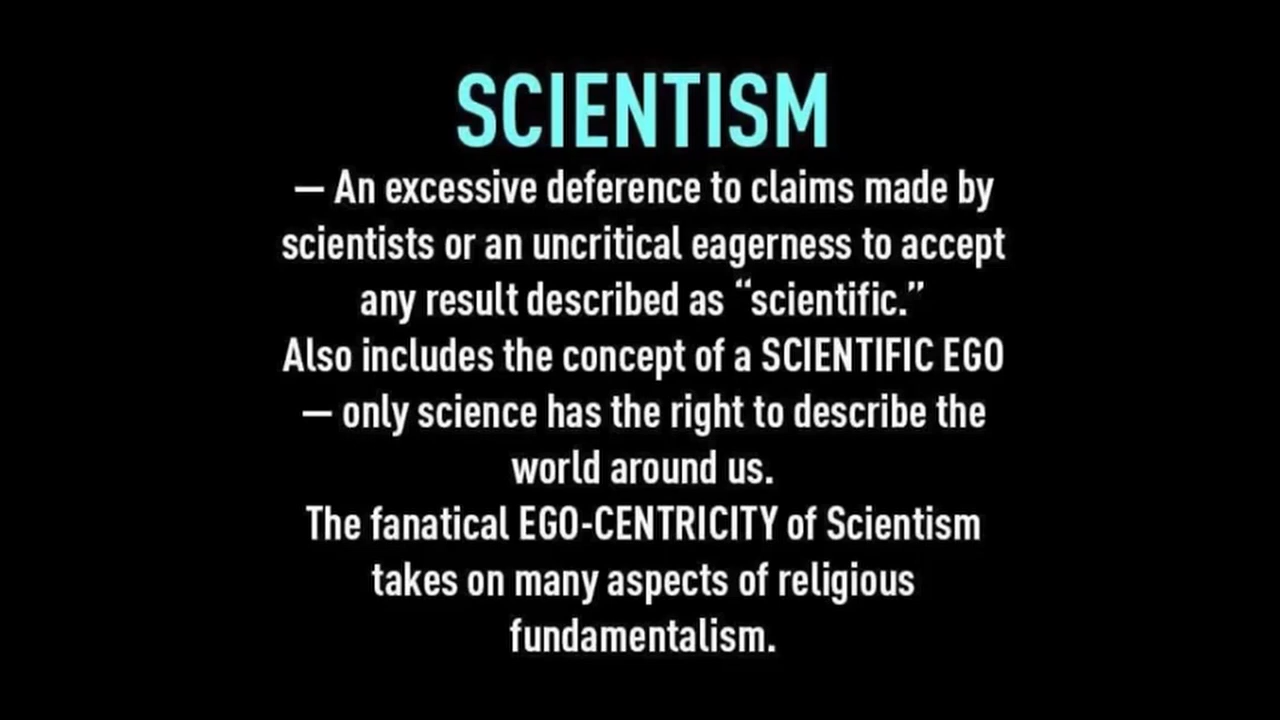 SCIENTISM
— An excessive deference to claims made by
scientists or an uncritical eagerness to accept
any result described as “scientific.”
Also includes the concept of a SCIENTIFIC EGO
— only science has the right to describe the
world around us.
The fanatical EGO-CENTRICITY of Scientism
takes on many aspects of religious
fundamentalism.